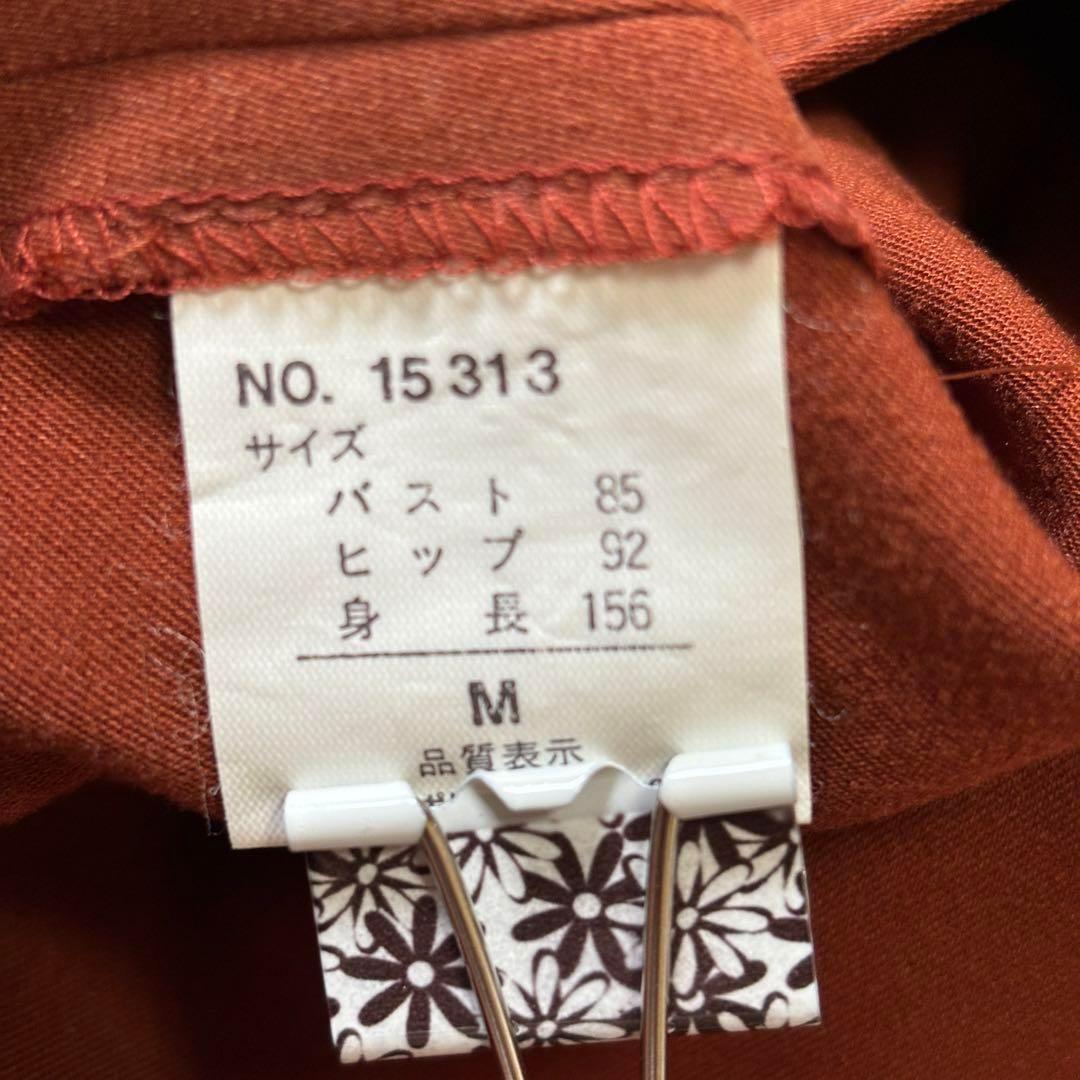 NO. 15313
サイズ
バスト 85
ヒップ 92
身長 156
M
品質表示